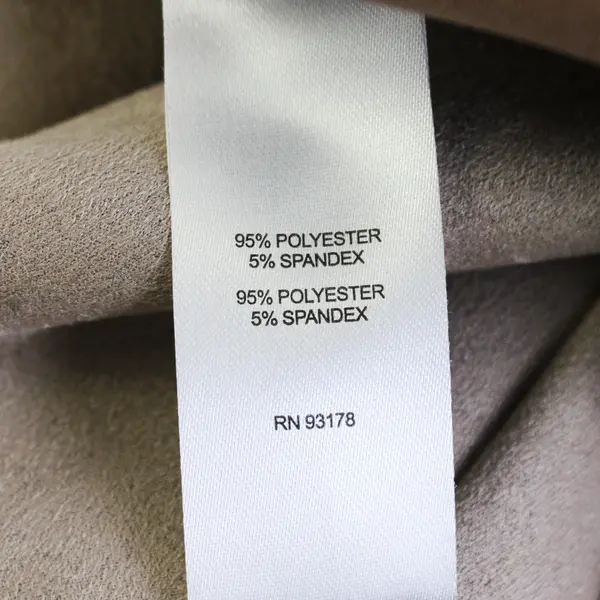 95% POLYESTER
5% SPANDEX
95% POLYESTER
5% SPANDEX
RN 93178